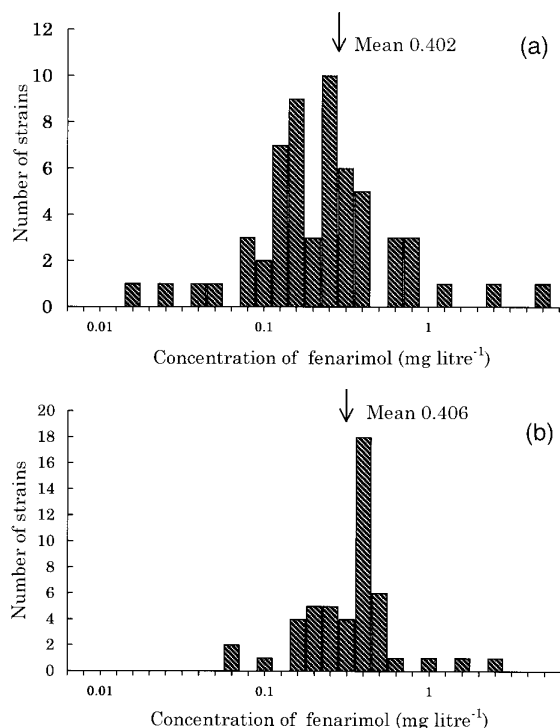 (a)
Mean 0.402
12
10
8
6
4
2
0
Number of strains
0.01 0.1 1
Concentration of fenarimol (mg litre-1)
(b)
Mean 0.406
20
18
16
14
12
10
8
6
4
2
0
Number of strains
0.01 0.1 1
Concentration of fenarimol (mg litre-1)